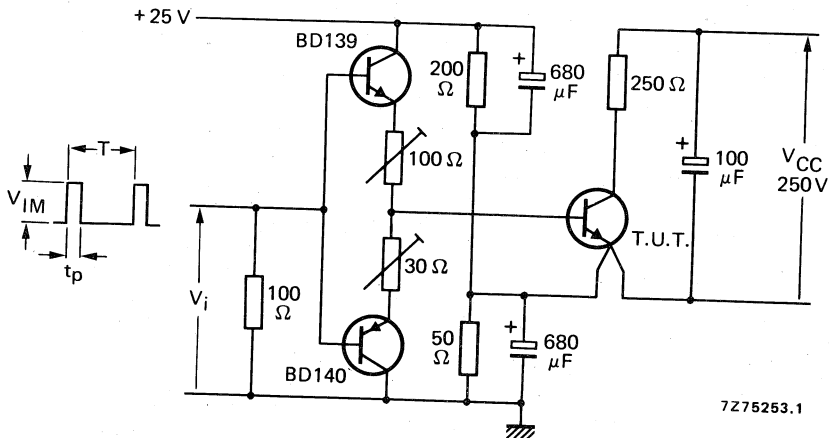 + 25 V
BD139
200
Ω
+
680
μF
250 Ω
T
V_IM
t_p
100 Ω
+
100
μF
V_CC
250 V
T.U.T.
V_i
100
Ω
30 Ω
BD140
50
Ω
+
680
μF
7Z75253.1